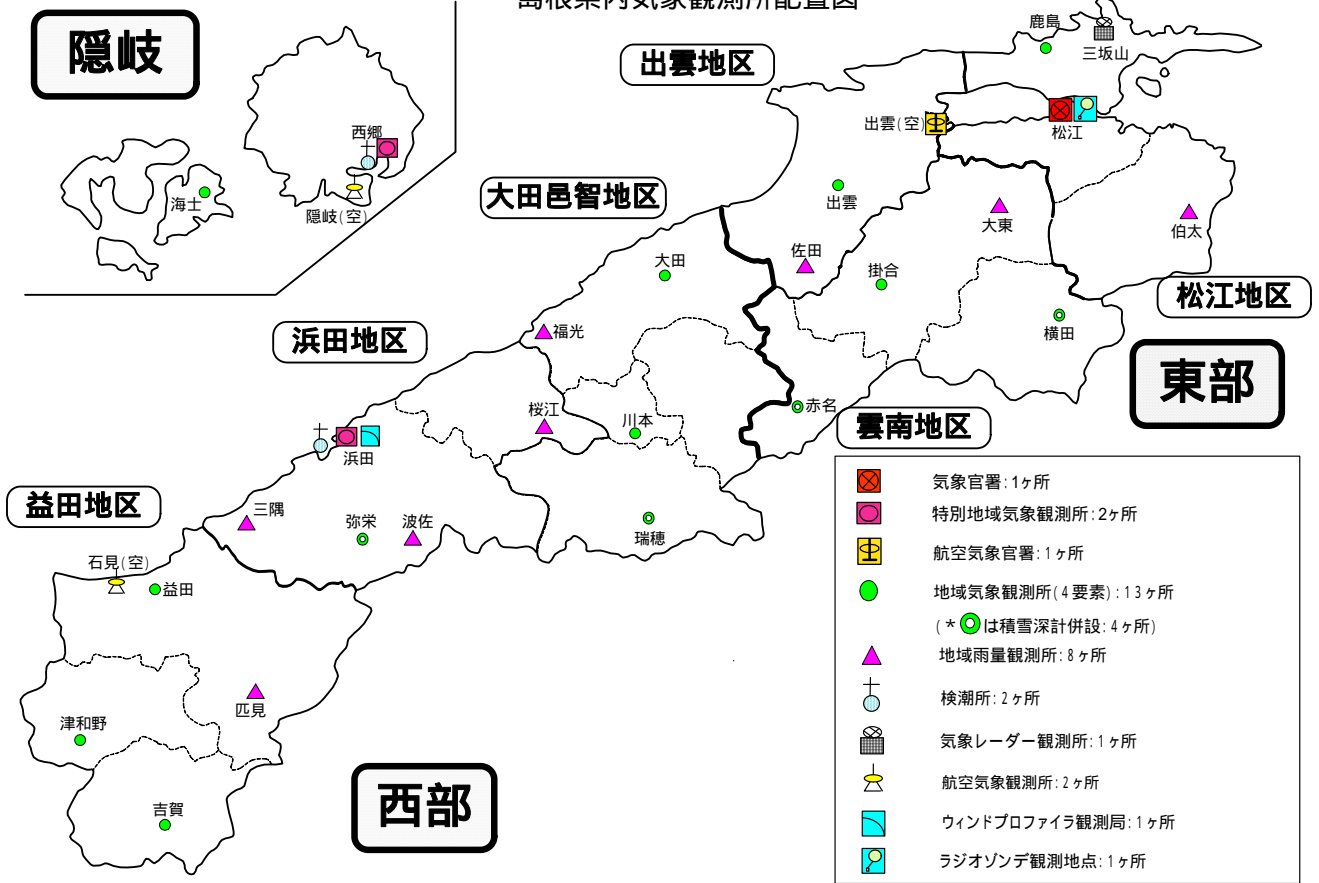 島根県内気象観測所配置図
隠岐
西郷
海士
隠岐(空)
出雲地区
鹿島
三坂山
出雲(空)
松江
大田邑智地区
出雲
大東
伯太
佐田
掛合
大田
松江地区
横田
浜田地区
福光
東部
赤名
桜江
川本
雲南地区
浜田
益田地区
三隅
弥栄
波佐
瑞穂
石見(空)
益田
匹見
津和野
吉賀
西部
気象官署:1ヶ所
特別地域気象観測所:2ヶ所
航空気象官署:1ヶ所
地域気象観測所(4要素):13ヶ所
(*◎は積雪深計併設:4ヶ所)
地域雨量観測所:8ヶ所
検潮所:2ヶ所
気象レーダー観測所:1ヶ所
航空気象観測所:2ヶ所
ウィンドプロファイラ観測局:1ヶ所
ラジオゾンデ観測地点:1ヶ所